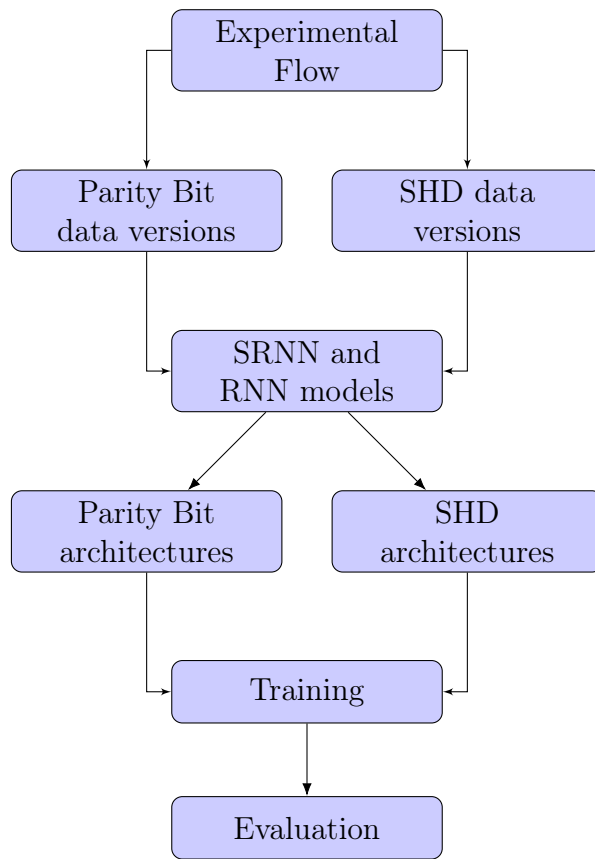 Experimental
Flow
Parity Bit
data versions
SHD data
versions
SRNN and
RNN models
Parity Bit
architectures
SHD
architectures
Training
Evaluation